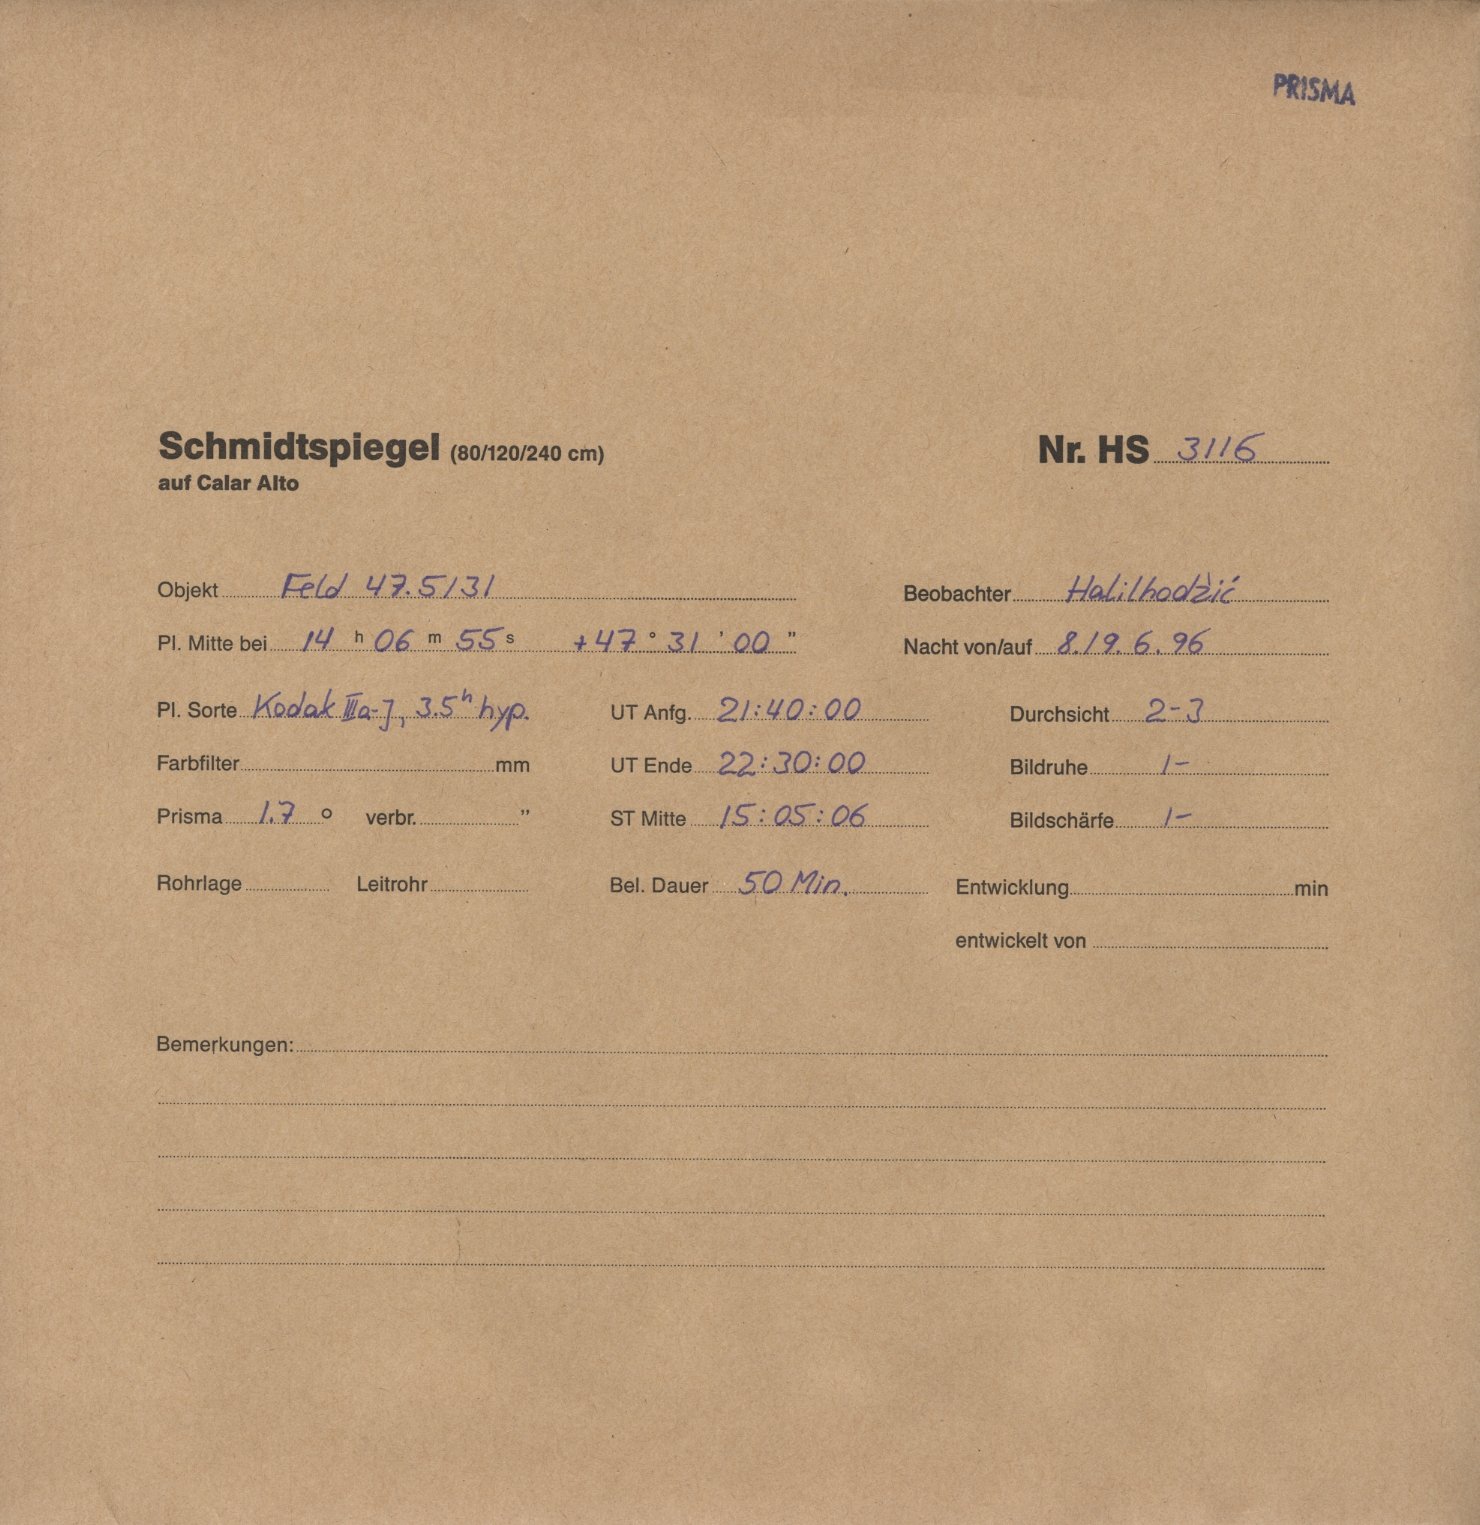 PRISMA
Schmidtspiegel (80/120/240 cm) Nr. HS 3116
auf Calar Alto
Objekt Feld 47.5/31 Beobachter Halilhodžić
Pl. Mitte bei 14 h 06 m 55 s +47 ° 31 ' 00 " Nacht von/auf 8./9. 6. 96
Pl. Sorte Kodak IIIa-J, 3.5h hyp. UT Anfg. 21:40:00 Durchsicht 2-3
Farbfilter mm UT Ende 22:30:00 Bildruhe 1-
Prisma 1.7 ° verbr. " ST Mitte 15:05:06 Bildschärfe 1-
Rohrlage Leitrohr Bel. Dauer 50 Min. Entwicklung min
entwickelt von
Bemerkungen: